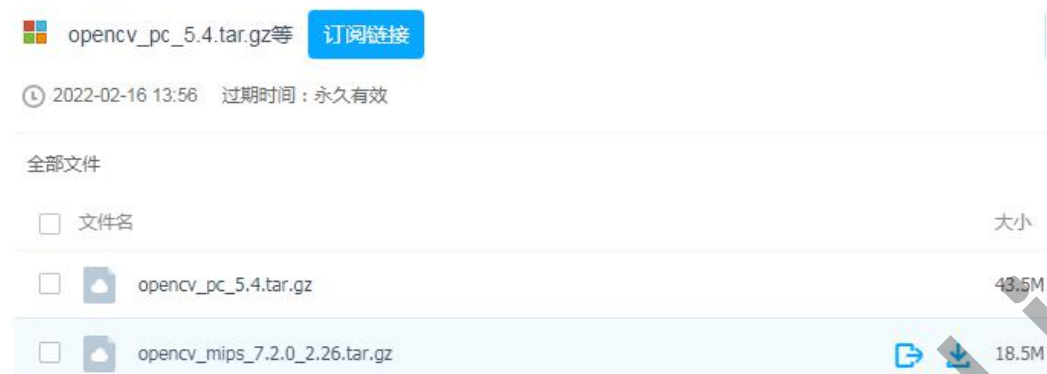 opencv_pc_5.4.tar.gz等 订阅链接
2022-02-16 13:56 过期时间：永久有效
全部文件
文件名 大小
opencv_pc_5.4.tar.gz 43.5M
opencv_mips_7.2.0_2.26.tar.gz 18.5M